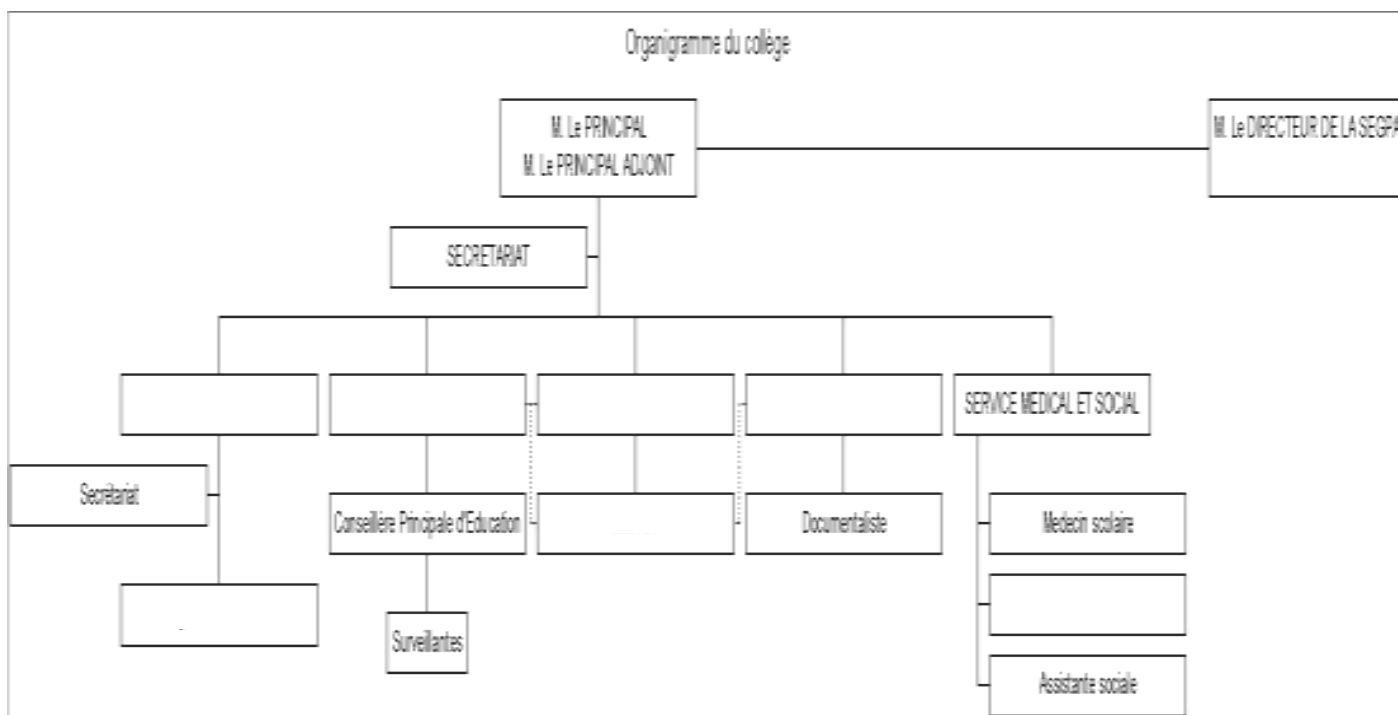 Organigramme du collège
M. Le PRINCIPAL
M. Le PRINCIPAL ADJOINT
M. Le DIRECTEUR DE LA SEGPA
SECRETARIAT
SERVICE MEDICAL ET SOCIAL
Secrétariat
Conseillère Principale d'Education
Documentaliste
Medecin scolaire
Surveillantes
Assistante sociale